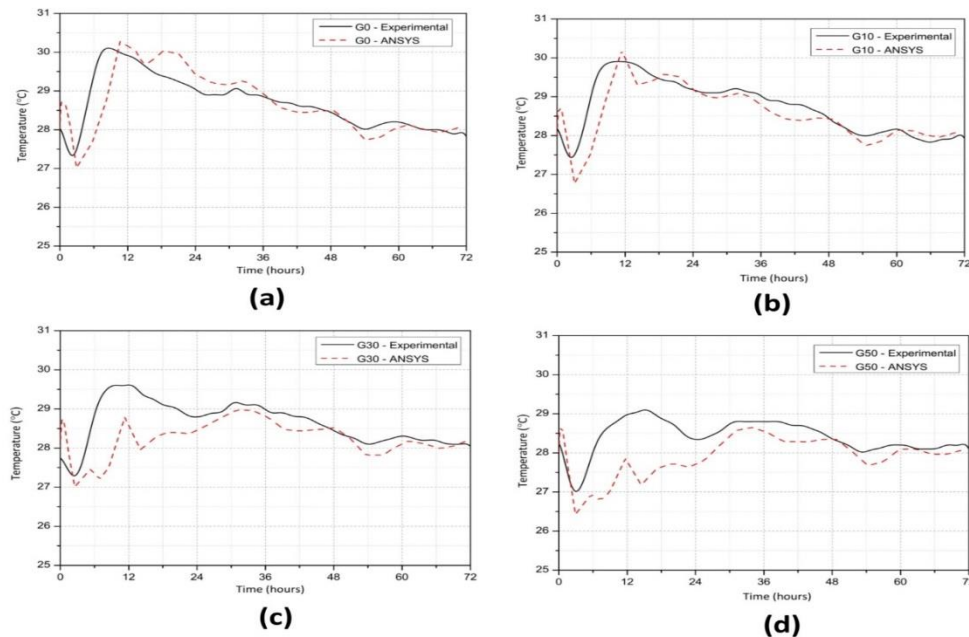 31
30
29
28
27
26
25
Temperature (°C)
G0 - Experimental
G0 - ANSYS
0 12 24 36 48 60 72
Time (hours)
(a)
31
30
29
28
27
26
25
Temperature (°C)
G10 - Experimental
G10 - ANSYS
0 12 24 36 48 60 72
Time (hours)
(b)
31
30
29
28
27
26
25
Temperature (°C)
G30 - Experimental
G30 - ANSYS
0 12 24 36 48 60 72
Time (hours)
(c)
31
30
29
28
27
26
25
Temperature (°C)
G50 - Experimental
G50 - ANSYS
0 12 24 36 48 60 72
Time (hours)
(d)